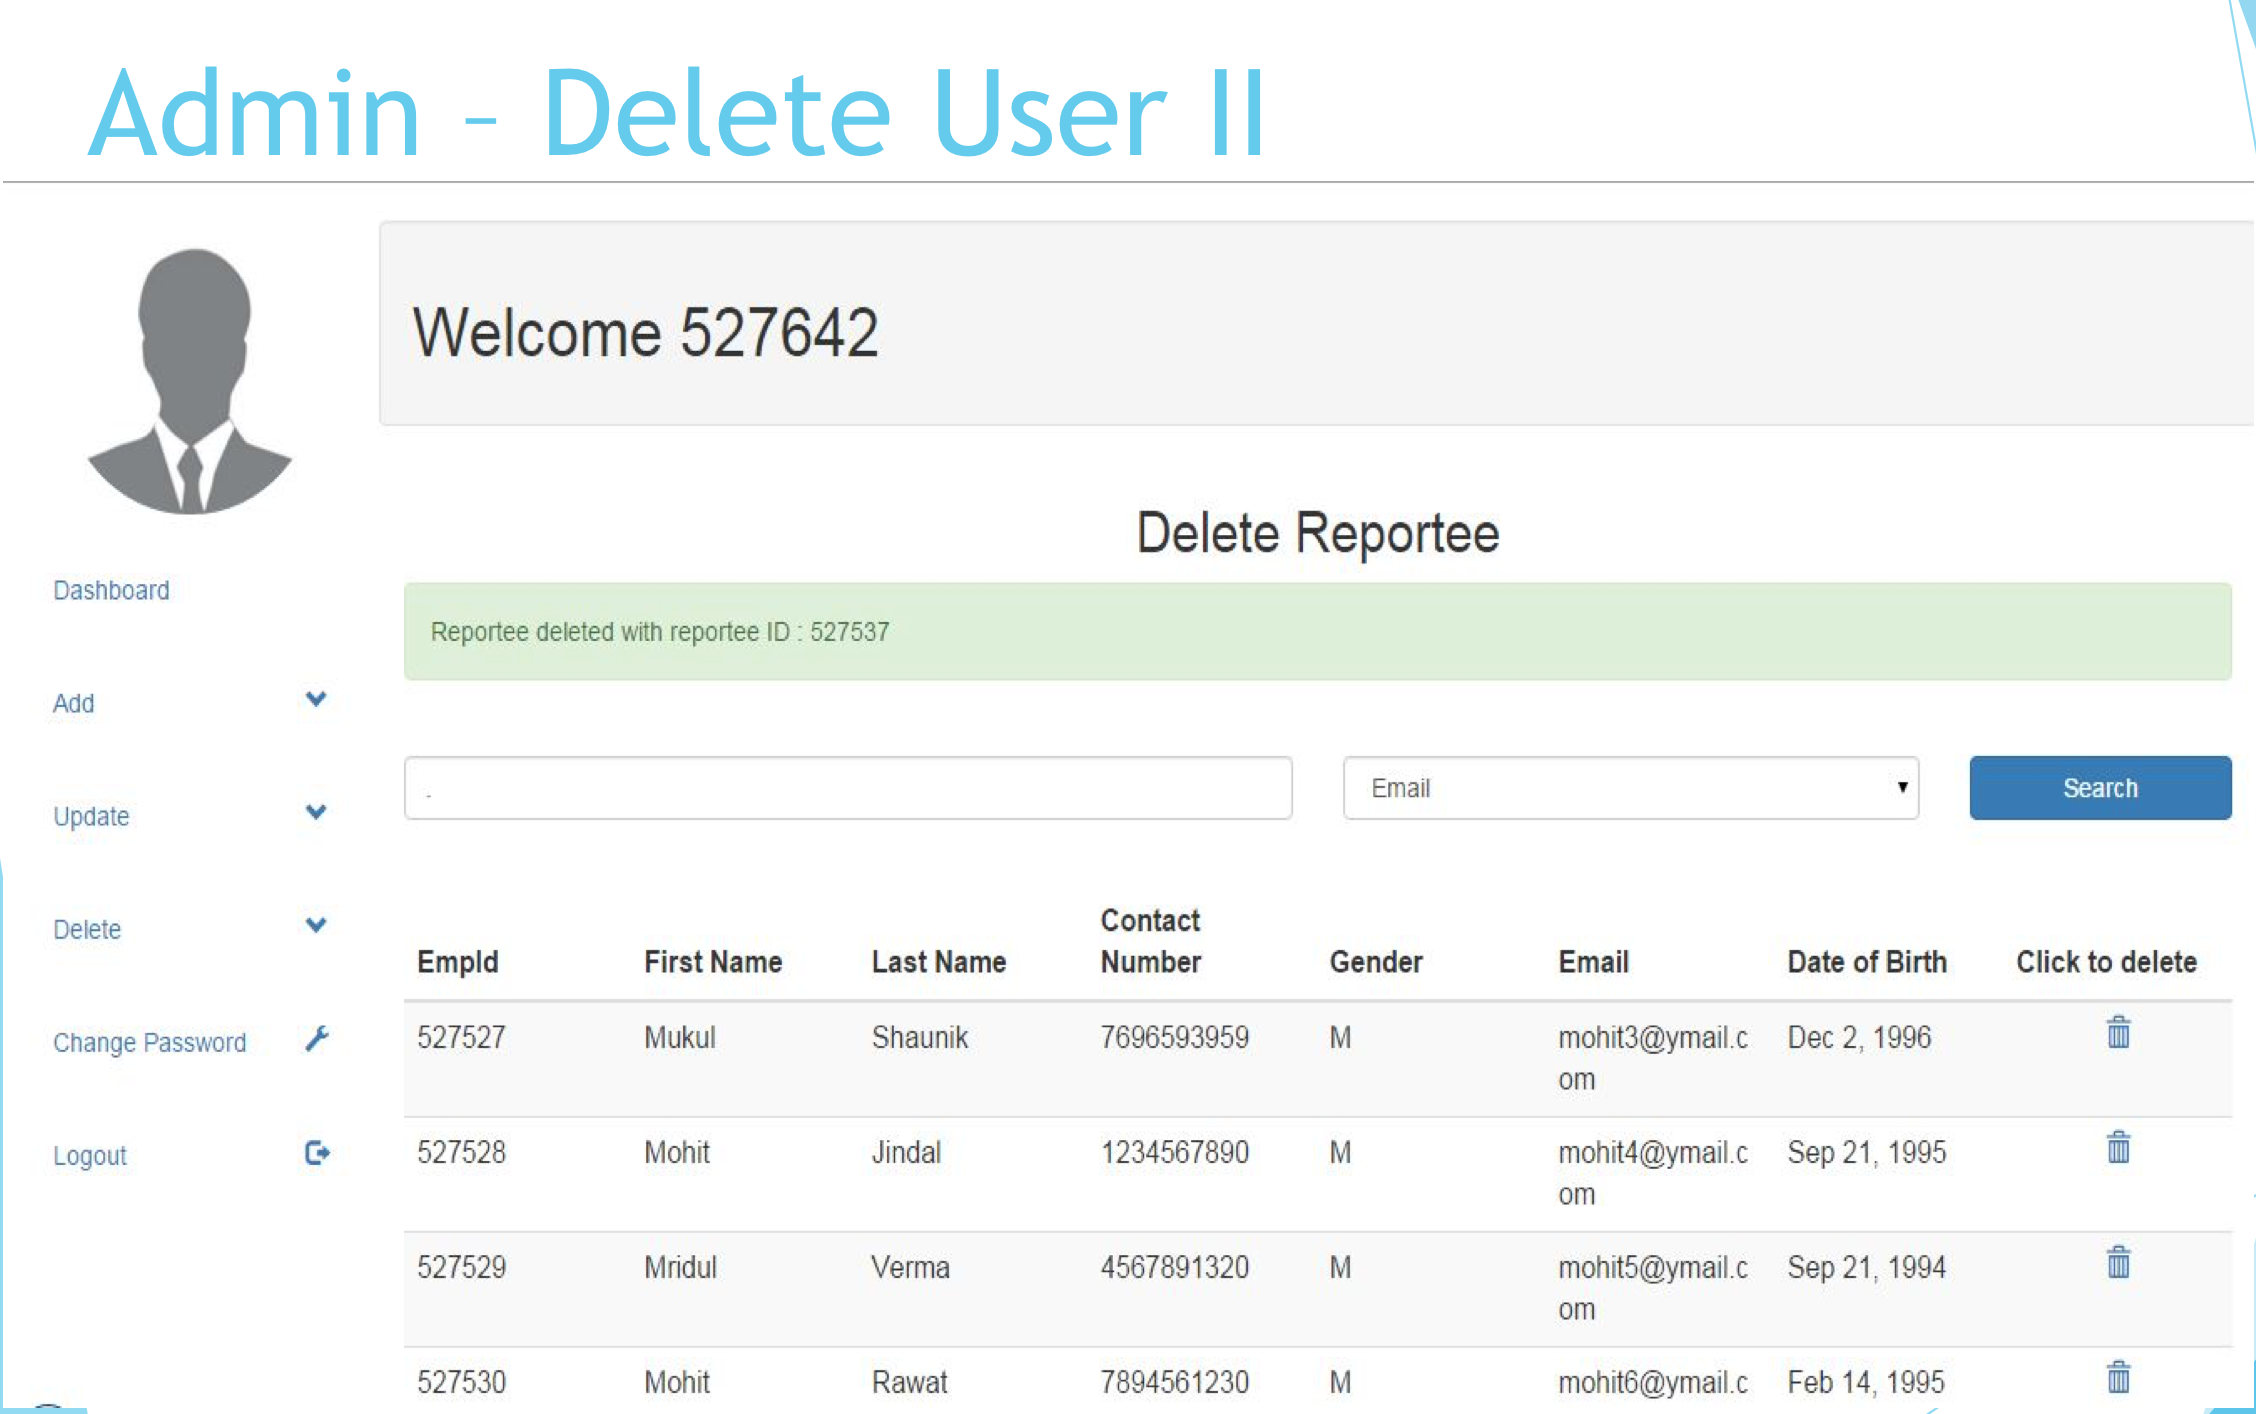 Admin – Delete User II
Welcome 527642
Delete Reportee
Dashboard
Reportee deleted with reportee ID : 527537
Add
.
Email
Search
Update
Delete
Change Password
Logout
EmpId First Name Last Name Contact Number Gender Email Date of Birth Click to delete
527527 Mukul Shaunik 7696593959 M mohit3@ymail.c Dec 2, 1996
om
527528 Mohit Jindal 1234567890 M mohit4@ymail.c Sep 21, 1995
om
527529 Mridul Verma 4567891320 M mohit5@ymail.c Sep 21, 1994
om
527530 Mohit Rawat 7894561230 M mohit6@ymail.c Feb 14, 1995